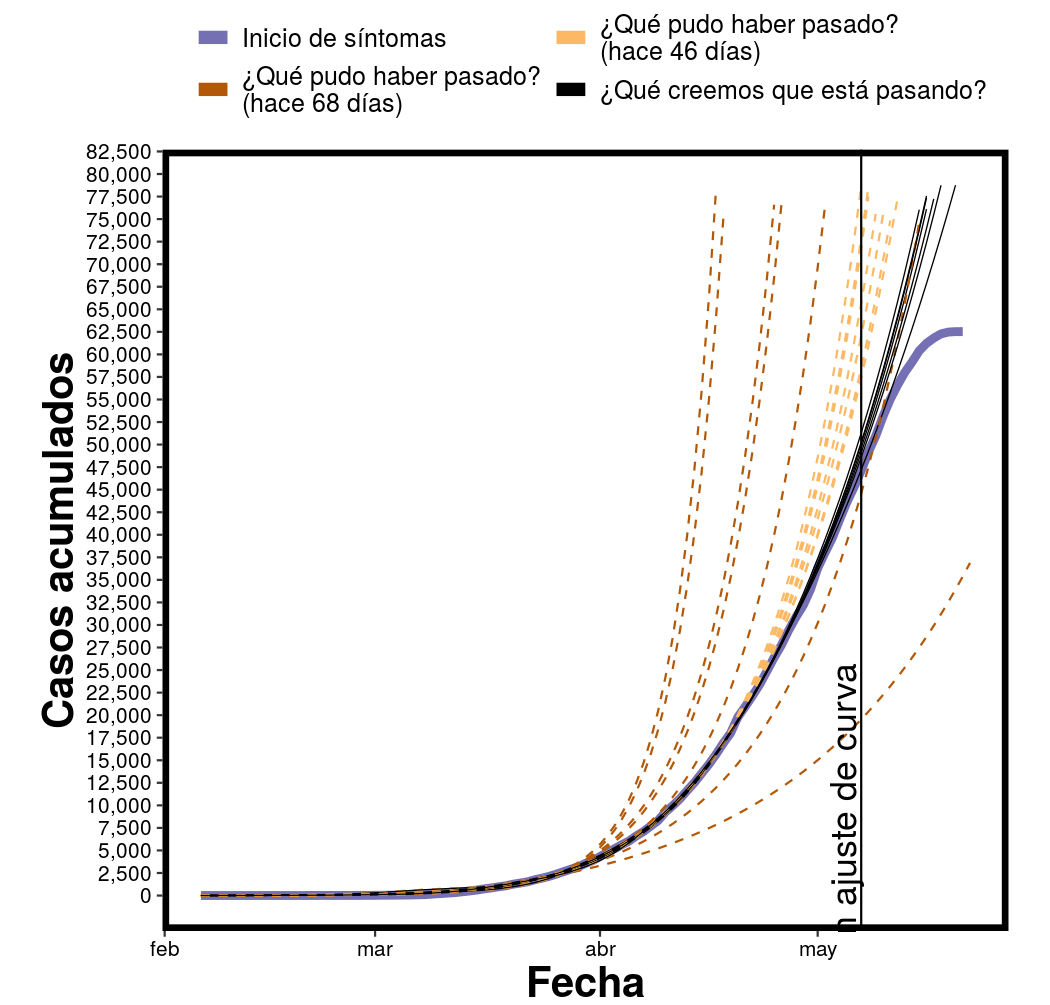 Inicio de síntomas
¿Qué pudo haber pasado?
(hace 68 días)
¿Qué pudo haber pasado?
(hace 46 días)
¿Qué creemos que está pasando?
82,500
80,000
77,500
75,000
72,500
70,000
67,500
65,000
62,500
60,000
57,500
55,000
52,500
50,000
47,500
45,000
42,500
40,000
37,500
35,000
32,500
30,000
27,500
25,000
22,500
20,000
17,500
15,000
12,500
10,000
7,500
5,000
2,500
0
Casos acumulados
ajuste de curva
feb
mar
abr
may
Fecha